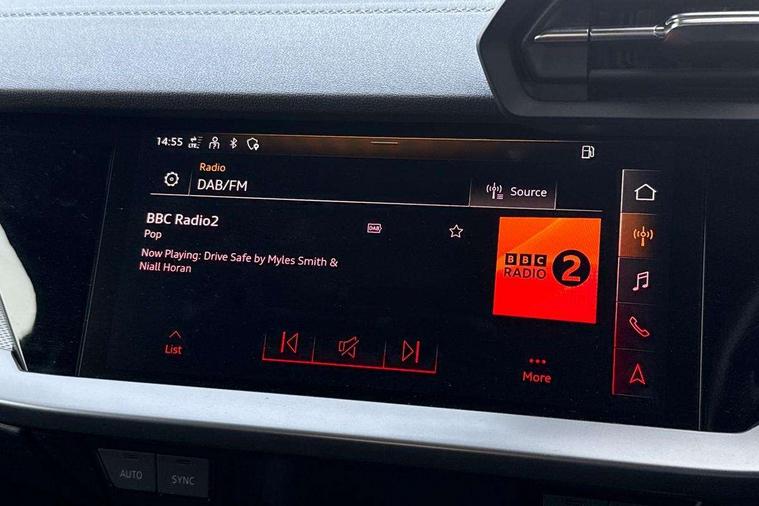 14:55 LTE
Radio
DAB/FM
Source
BBC Radio2
Pop
DAB
Now Playing: Drive Safe by Myles Smith &
Niall Horan
BBC
RADIO 2
List
More
AUTO
SYNC